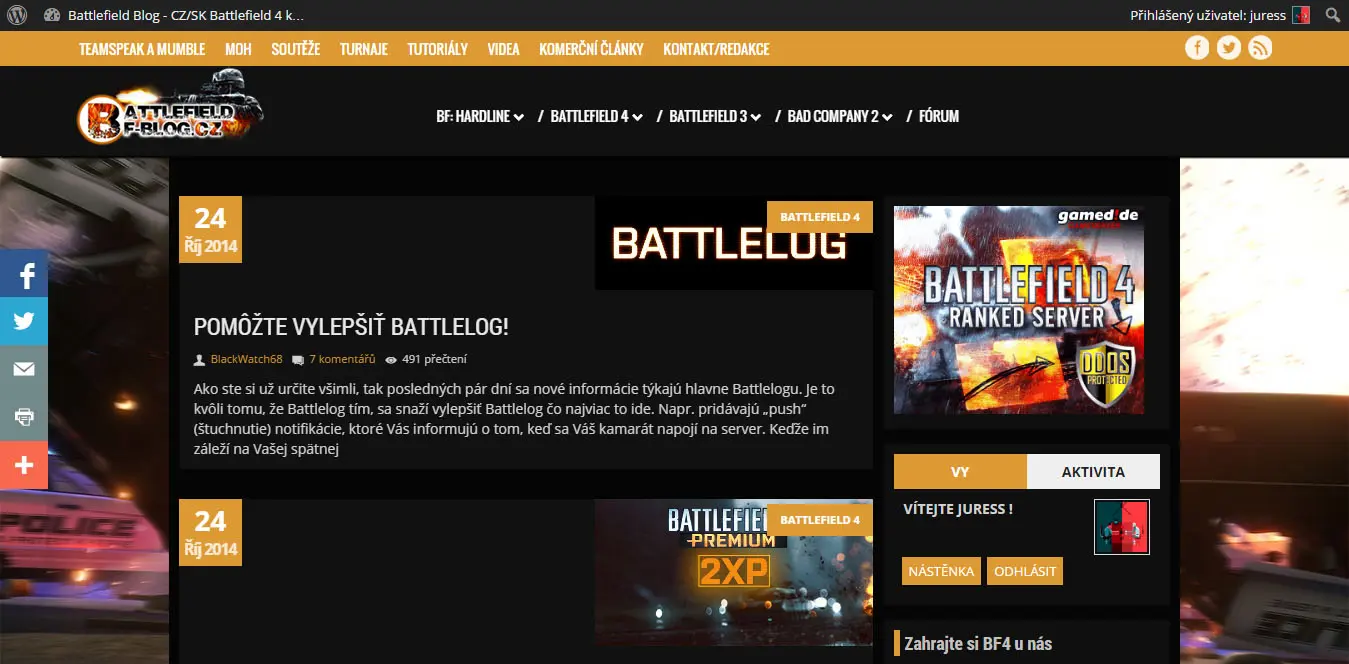 Battlefield Blog - CZ/SK Battlefield 4 k...
Přihlášený uživatel: juress
TEAMSPEAK A MUMBLE MOH SOUTĚŽE TURNAJE TUTORIÁLY VIDEA KOMERČNÍ ČLÁNKY KONTAKT/REDAKCE
BATTLEFIELD
F-BLOG.CZ
BF: HARDLINE / BATTLEFIELD 4 / BATTLEFIELD 3 / BAD COMPANY 2 / FÓRUM
24
Říj 2014
BATTLEFIELD 4
BATTLELOG
POMÔŽTE VYLEPŠIŤ BATTLELOG!
BlackWatch68 7 komentářů 491 přečtení
Ako ste si už určite všimli, tak posledných pár dní sa nové informácie týkajú hlavne Battlelogu. Je to
kvôli tomu, že Battlelog tím, sa snaží vylepšiť Battlelog čo najviac to ide. Napr. pridávajú „push“
(štuchnutie) notifikácie, ktoré Vás informujú o tom, keď sa Váš kamarát napojí na server. Keďže im
záleží na Vašej spätnej
24
Říj 2014
BATTLEFIELD 4
PREMIUM
2XP
gamed!de
BATTLEFIELD 4
RANKED SERVER
DDOS
PROTECTED
VY AKTIVITA
VÍTEJTE JURESS !
NÁSTĚNKA ODHLÁSIT
Zahrajte si BF4 u nás
POLICE